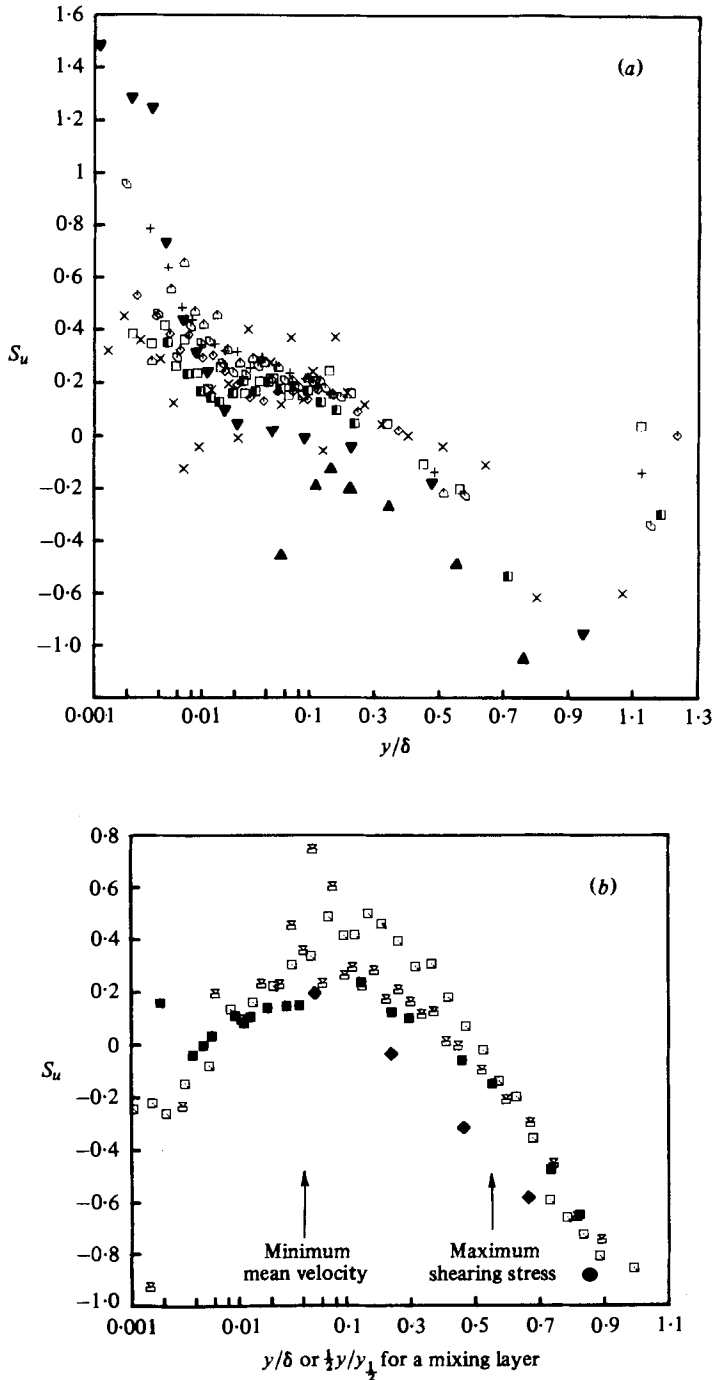 1·6
(a)
1·4
1·2
1
0·8
0·6
0·4
S_u
0·2
0
−0·2
−0·4
−0·6
−0·8
−1·0
0·001 0·01 0·1 0·3 0·5 0·7 0·9 1·1 1·3
y/δ
0·8
(b)
0·6
0·4
0·2
0
S_u
−0·2
−0·4
−0·6
−0·8
−1·0
Minimum mean velocity
Maximum shearing stress
0·001 0·01 0·1 0·3 0·5 0·7 0·9 1·1
y/δ or ½y/y_½ for a mixing layer